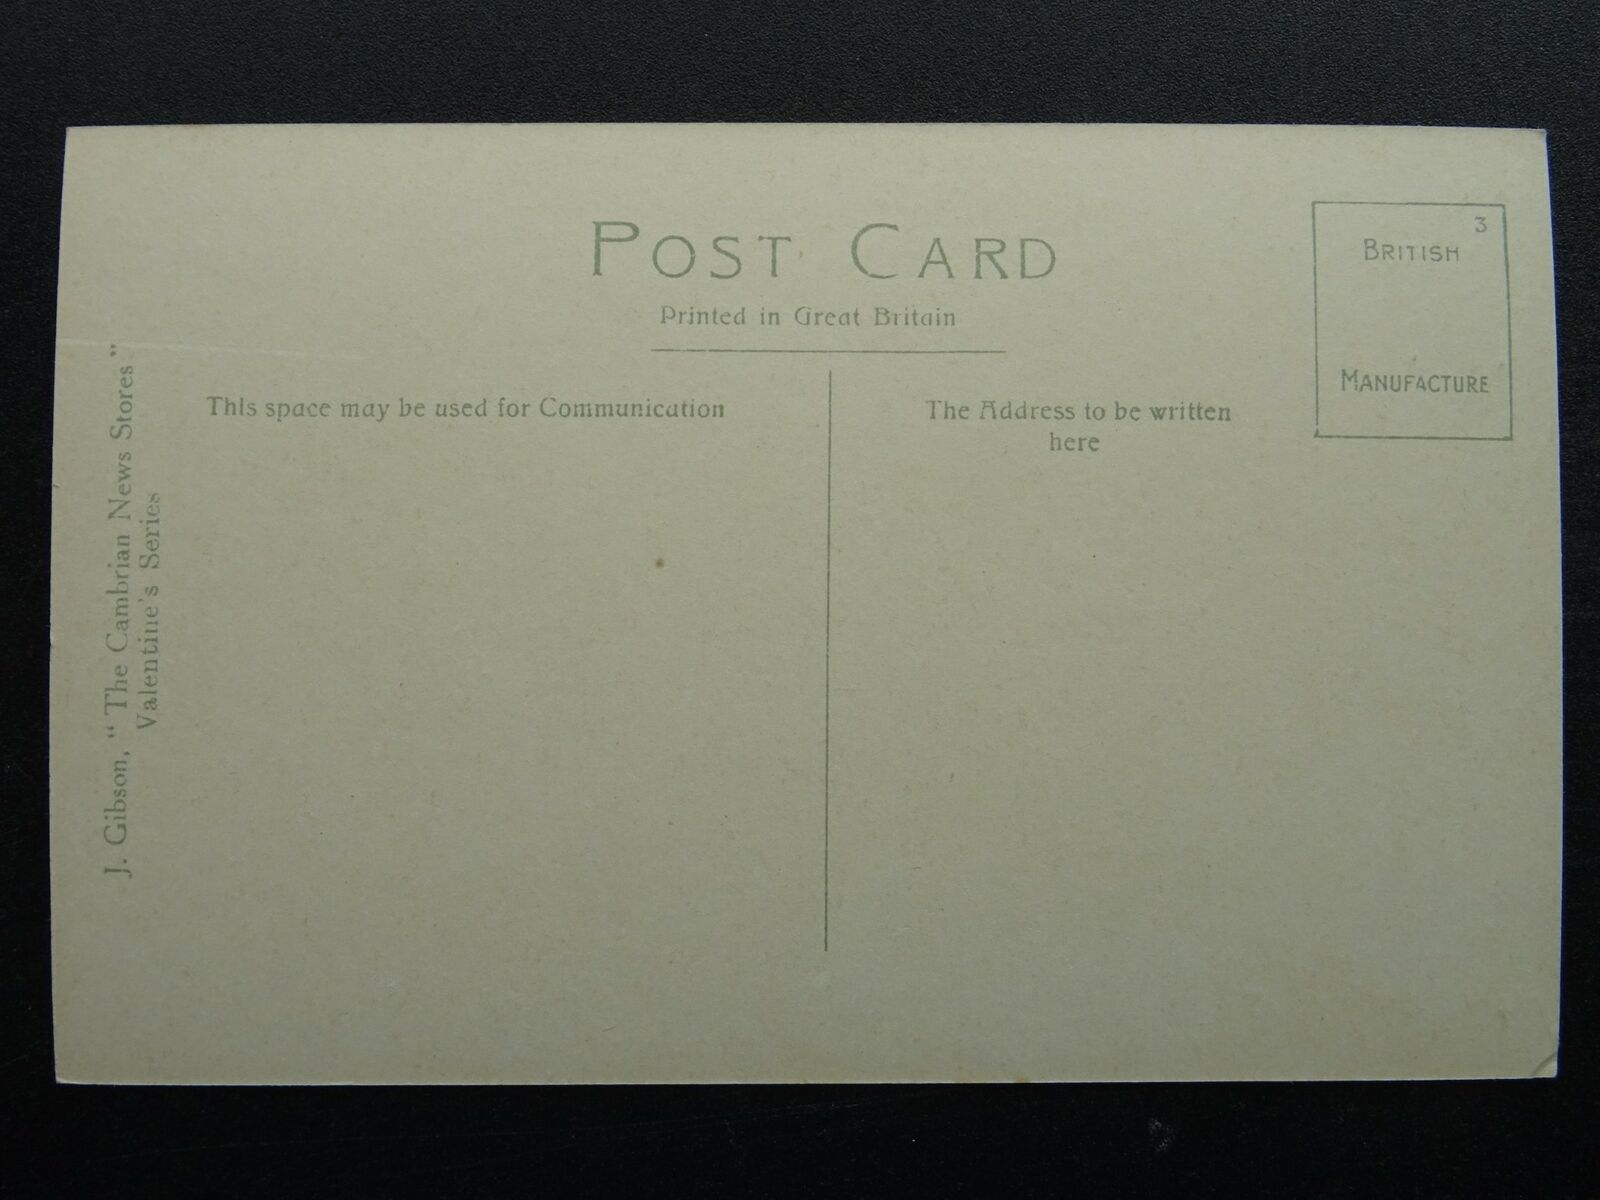 POST CARD
Printed in Great Britain
3
BRITISH
MANUFACTURE
This space may be used for Communication
The Address to be written
here
J. Gibson, "The Cambrian News Stores"
Valentine's Series